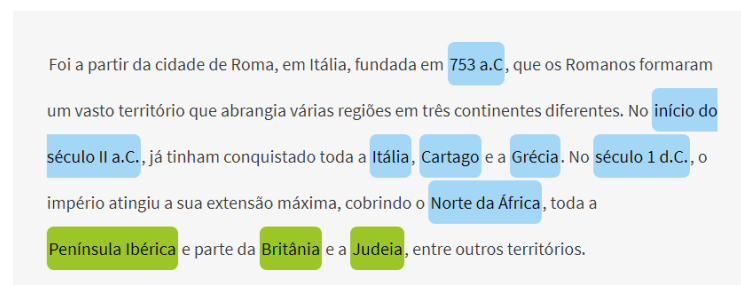 Foi a partir da cidade de Roma, em Itália, fundada em 753 a.C, que os Romanos formaram
um vasto território que abrangia várias regiões em três continentes diferentes. No início do
século II a.C., já tinham conquistado toda a Itália, Cartago e a Grécia. No século 1 d.C., o
império atingiu a sua extensão máxima, cobrindo o Norte da África, toda a
Península Ibérica e parte da Britânia e a Judeia, entre outros territórios.